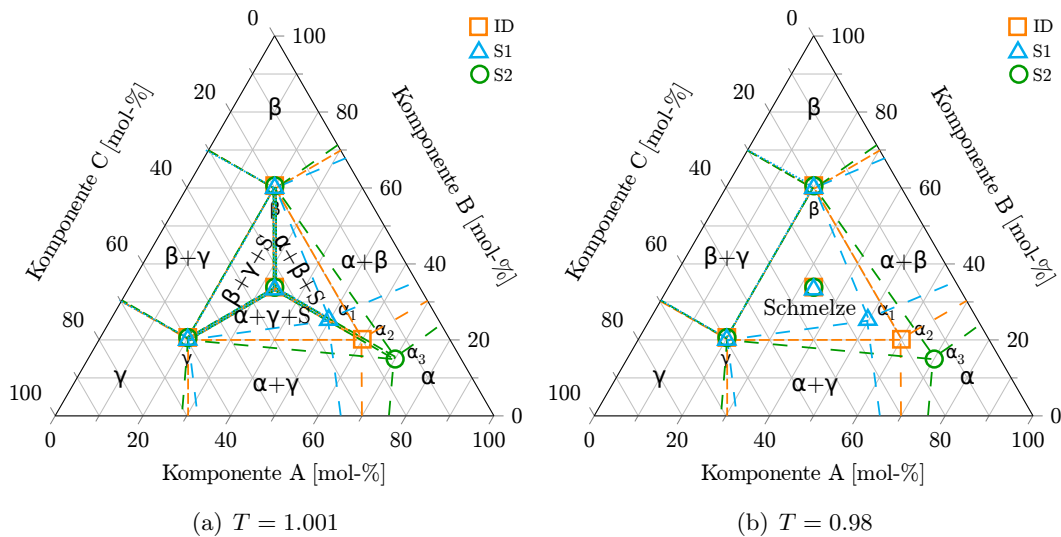 0
100
ID
S1
S2
20
80
Komponente C [mol-%]
Komponente B [mol-%]
β
40
60
β
60
40
β+γ
β+γ+S
α+β+S
α+β
α+γ+S
α₁
α₂
α₃
80
20
γ
γ
α+γ
α
100
0
0
20
40
60
80
100
Komponente A [mol-%]
(a) T = 1.001
0
100
ID
S1
S2
20
80
Komponente C [mol-%]
Komponente B [mol-%]
β
40
60
β
60
40
β+γ
α+β
Schmelze
α₁
α₂
α₃
80
20
γ
γ
α+γ
α
100
0
0
20
40
60
80
100
Komponente A [mol-%]
(b) T = 0.98